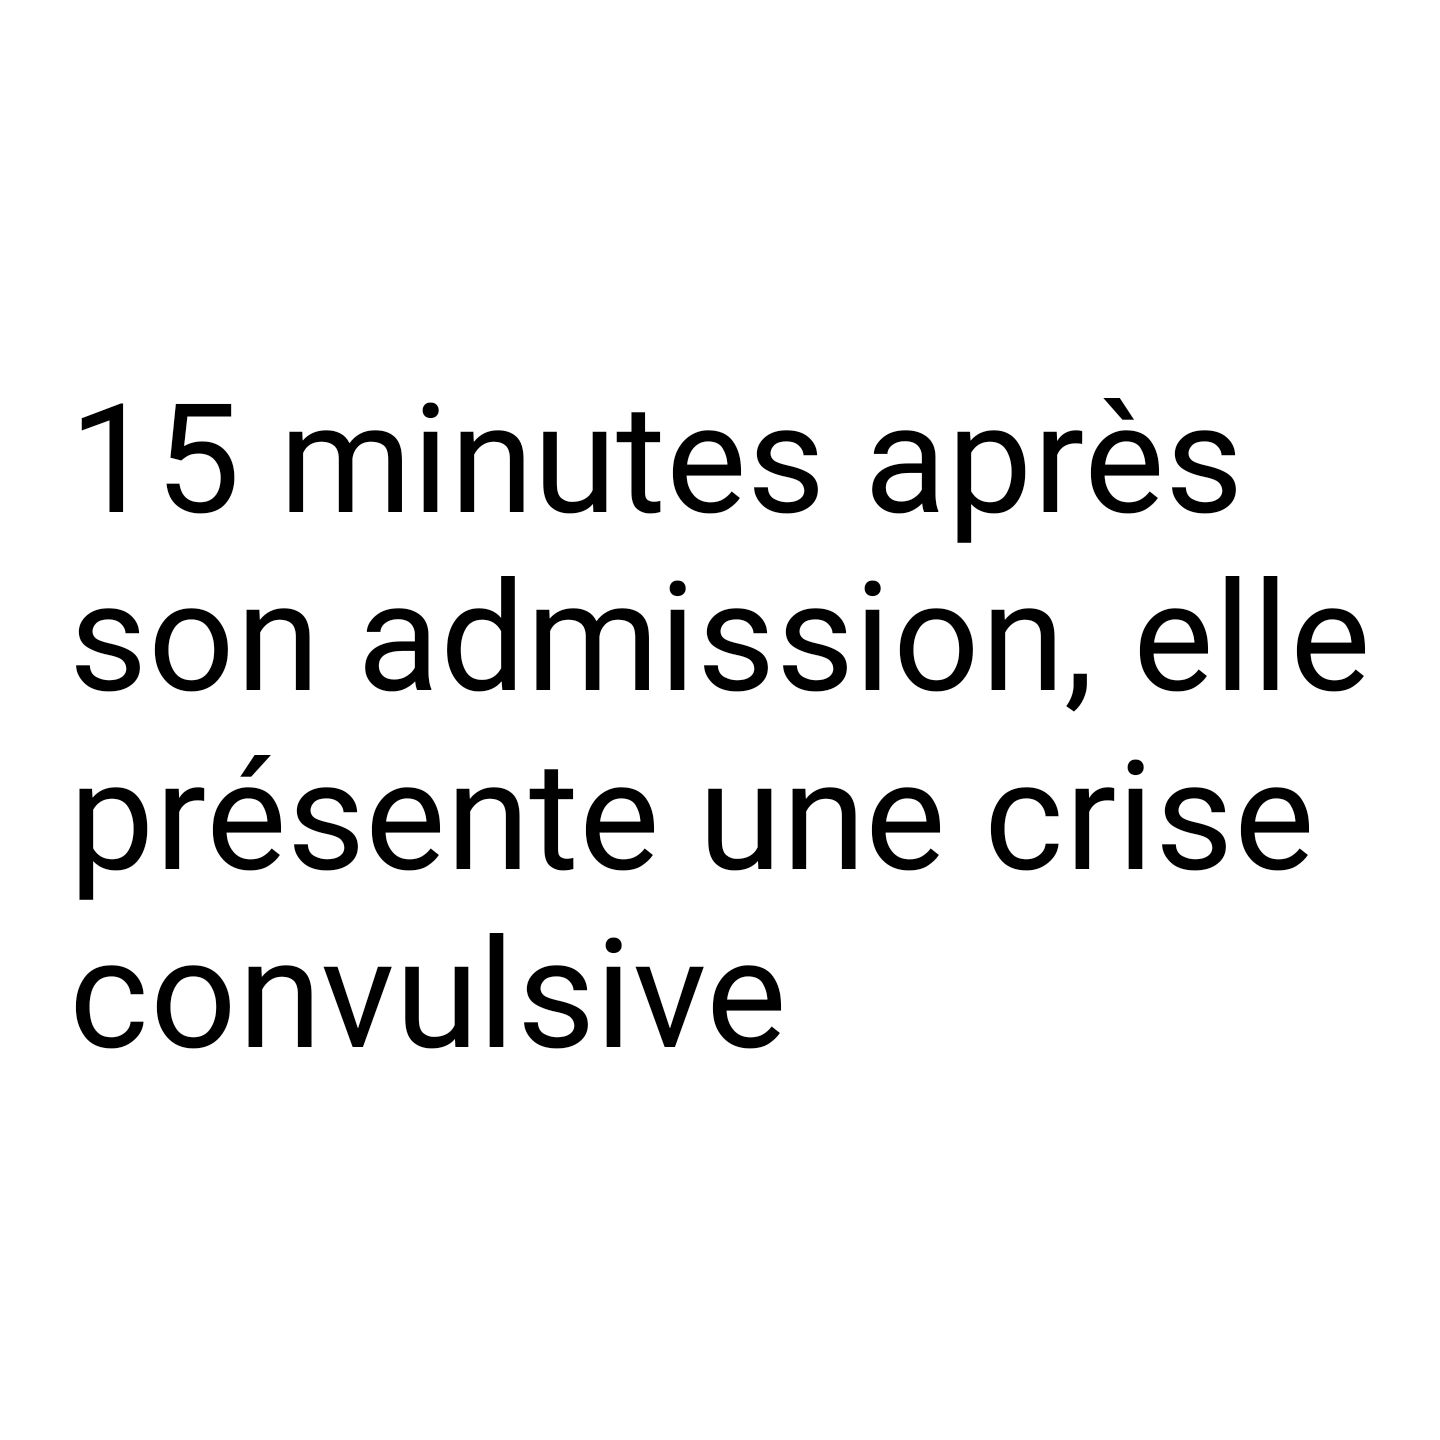 15 minutes après
son admission, elle
présente une crise
convulsive